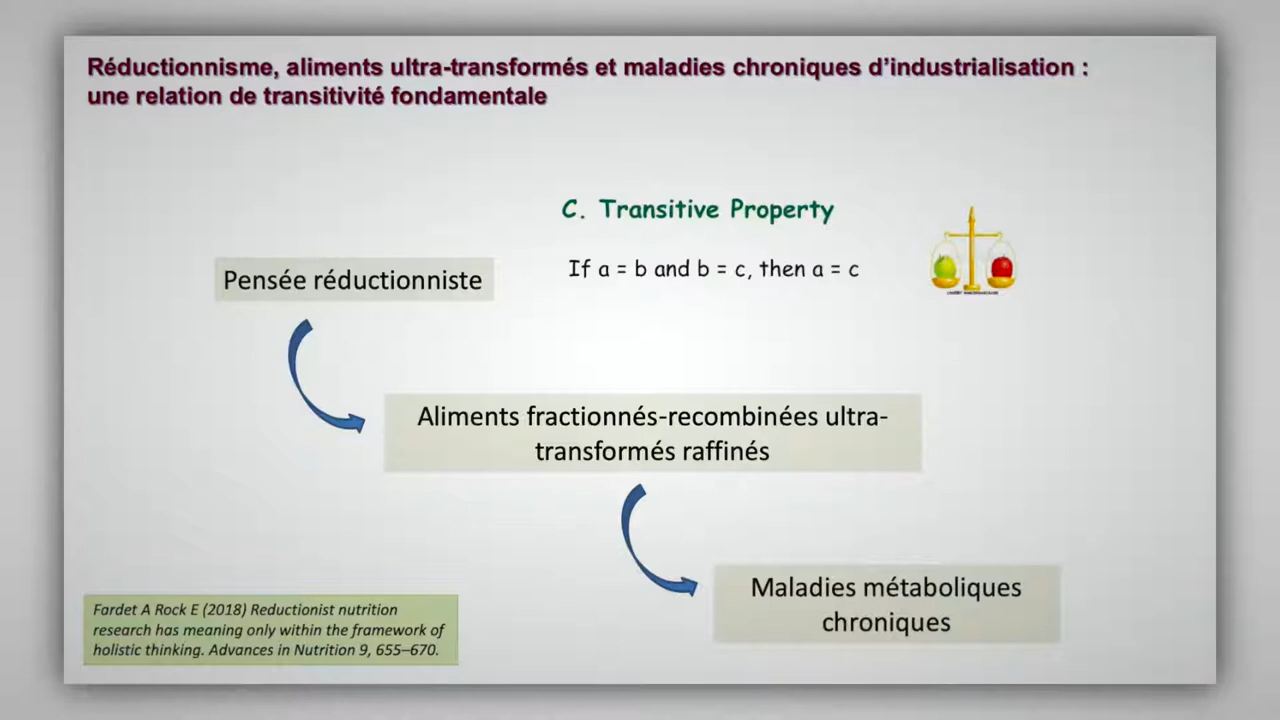 Réductionnisme, aliments ultra-transformés et maladies chroniques d’industrialisation :
une relation de transitivité fondamentale
C. Transitive Property
If a = b and b = c, then a = c
Pensée réductionniste
Aliments fractionnés-recombinées ultra-
transformés raffinés
Maladies métaboliques
chroniques
Fardet A Rock E (2018) Reductionist nutrition
research has meaning only within the framework of
holistic thinking. Advances in Nutrition 9, 655–670.